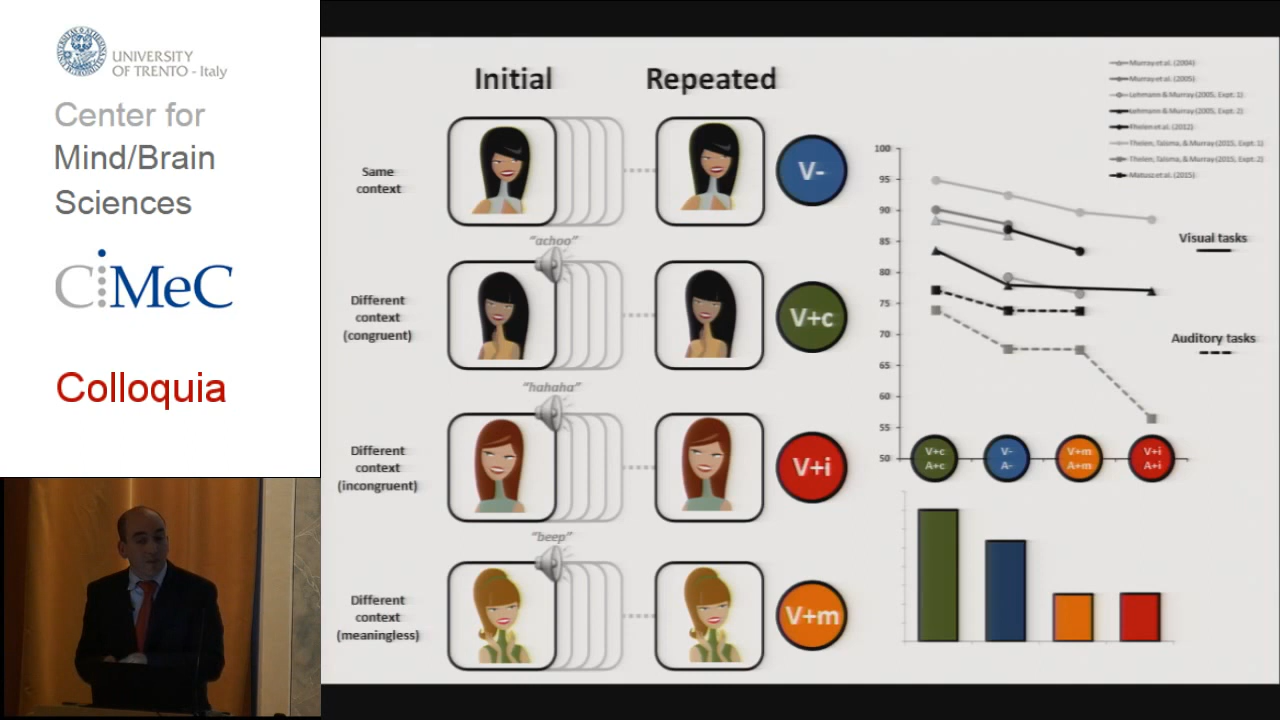 UNIVERSITY
OF TRENTO - Italy
Center for
Mind/Brain
Sciences
CiMeC
Colloquia
Initial
Repeated
Same
context
V-
"achoo"
Different
context
(congruent)
V+c
"hahaha"
Different
context
(incongruent)
V+i
"beep"
Different
context
(meaningless)
V+m
Murray et al. (2004)
Murray et al. (2005)
Lehmann & Murray (2005, Expt. 1)
Lehmann & Murray (2005, Expt. 2)
Thelen et al. (2012)
Thelen, Talsma, & Murray (2015, Expt. 1)
Thelen, Talsma, & Murray (2015, Expt. 2)
Matusz et al. (2015)
100
95
90
85
80
75
70
65
60
55
50
Visual tasks
Auditory tasks
V+c
A+c
V-
A-
V+m
A+m
V+i
A+i